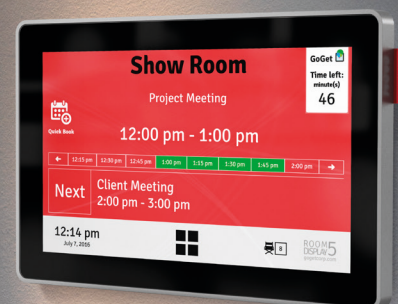 Show Room
GoGet
Time left:
minute(s)
46
Project Meeting
Quick Book
12:00 pm - 1:00 pm
12:15 pm 12:30 pm 12:45 pm 1:00 pm 1:15 pm 1:30 pm 1:45 pm 2:00 pm
Next
Client Meeting
2:00 pm - 3:00 pm
12:14 pm
July 7, 2016
8
ROOM
DISPLAY 5